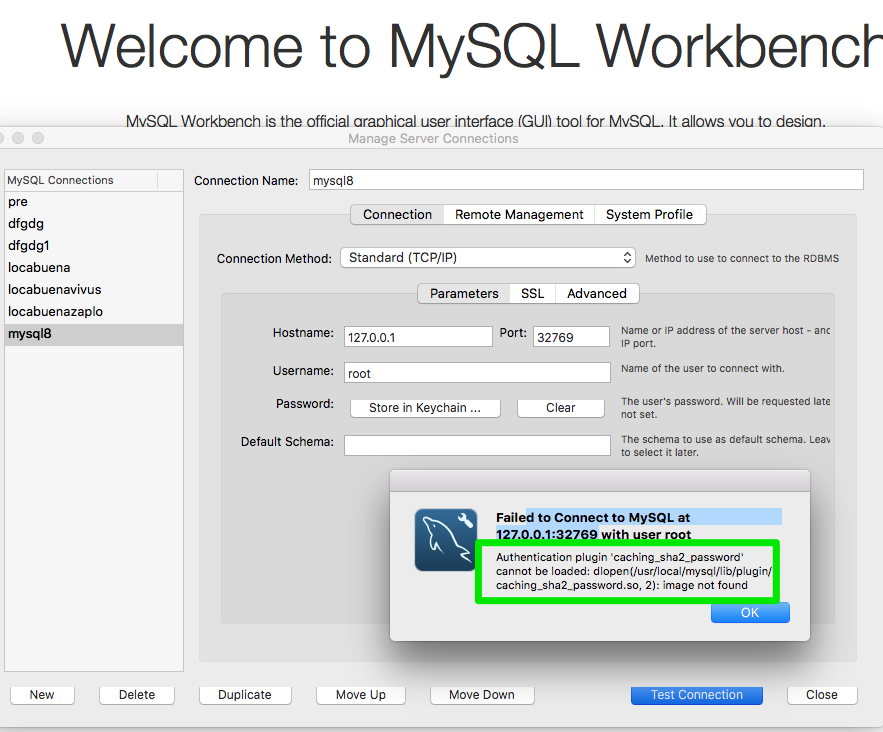 Welcome to MySQL Workbench
MySQL Workbench is the official graphical user interface (GUI) tool for MySQL. It allows you to design,
Manage Server Connections
MySQL Connections
pre
dfgdg
dfgdg1
locabuena
locabuenavivus
locabuenazaplo
mysql8
Connection Name: mysql8
Connection Remote Management System Profile
Connection Method: Standard (TCP/IP) Method to use to connect to the RDBMS
Parameters SSL Advanced
Hostname: 127.0.0.1 Port: 32769 Name or IP address of the server host - and
IP port.
Username: root Name of the user to connect with.
Password: Store in Keychain ... Clear The user's password. Will be requested late
not set.
Default Schema: The schema to use as default schema. Leav
to select it later.
Failed to Connect to MySQL at
127.0.0.1:32769 with user root
Authentication plugin 'caching_sha2_password'
cannot be loaded: dlopen(/usr/local/mysql/lib/plugin/
caching_sha2_password.so, 2): image not found
OK
New Delete Duplicate Move Up Move Down Test Connection Close